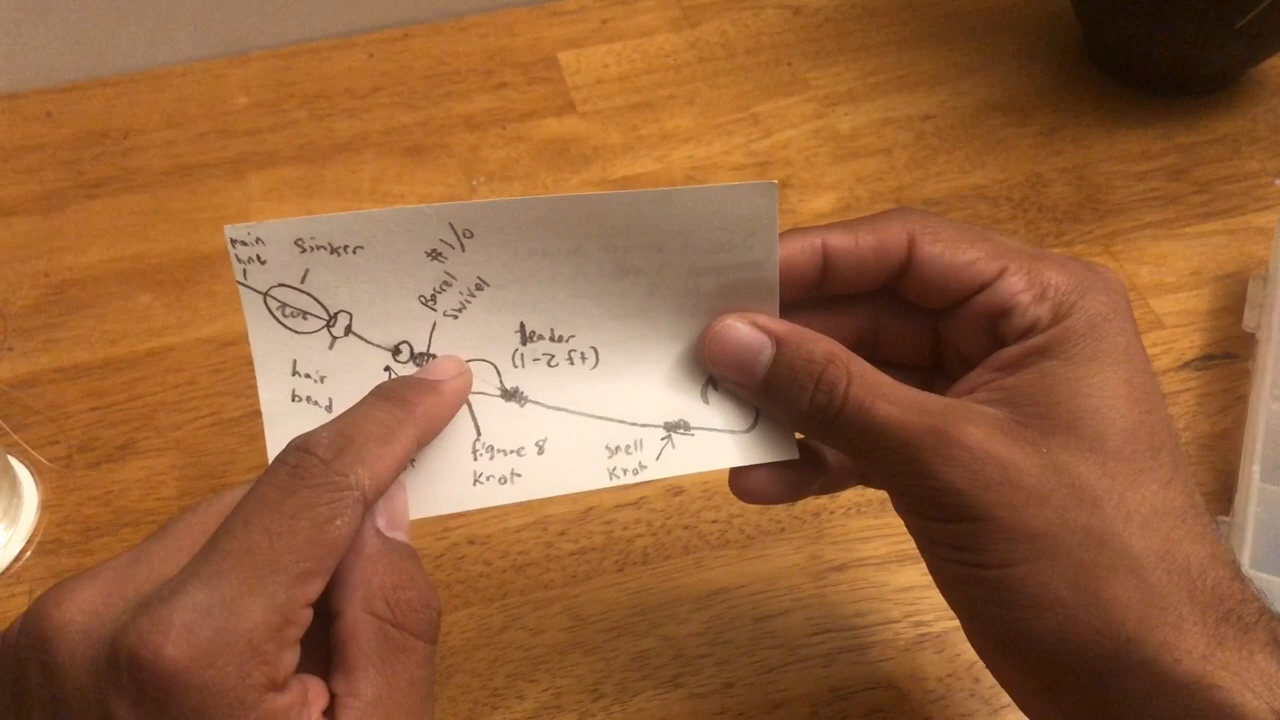 main
line
Sinker
2oz
#1/0
Barrel
Swivel
hair
bead
leader
(1-2 ft)
figure 8
Knot
Snell
Knot